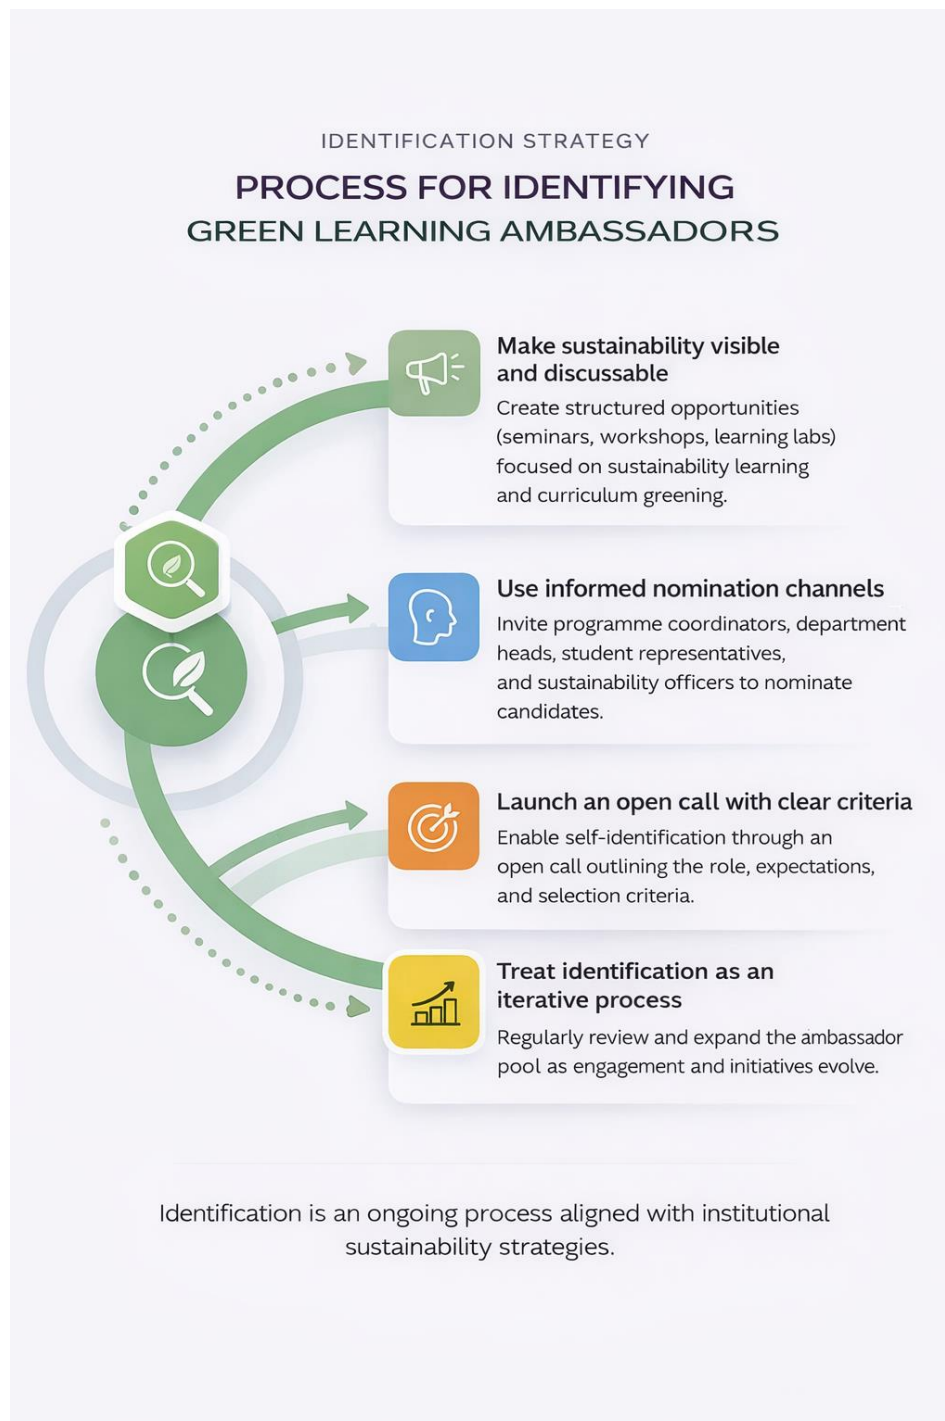 IDENTIFICATION STRATEGY
PROCESS FOR IDENTIFYING
GREEN LEARNING AMBASSADORS
Make sustainability visible
and discussable
Create structured opportunities
(seminars, workshops, learning labs)
focused on sustainability learning
and curriculum greening.
Use informed nomination channels
Invite programme coordinators, department
heads, student representatives,
and sustainability officers to nominate
candidates.
Launch an open call with clear criteria
Enable self-identification through an
open call outlining the role, expectations,
and selection criteria.
Treat identification as an
iterative process
Regularly review and expand the ambassador
pool as engagement and initiatives evolve.
Identification is an ongoing process aligned with institutional
sustainability strategies.